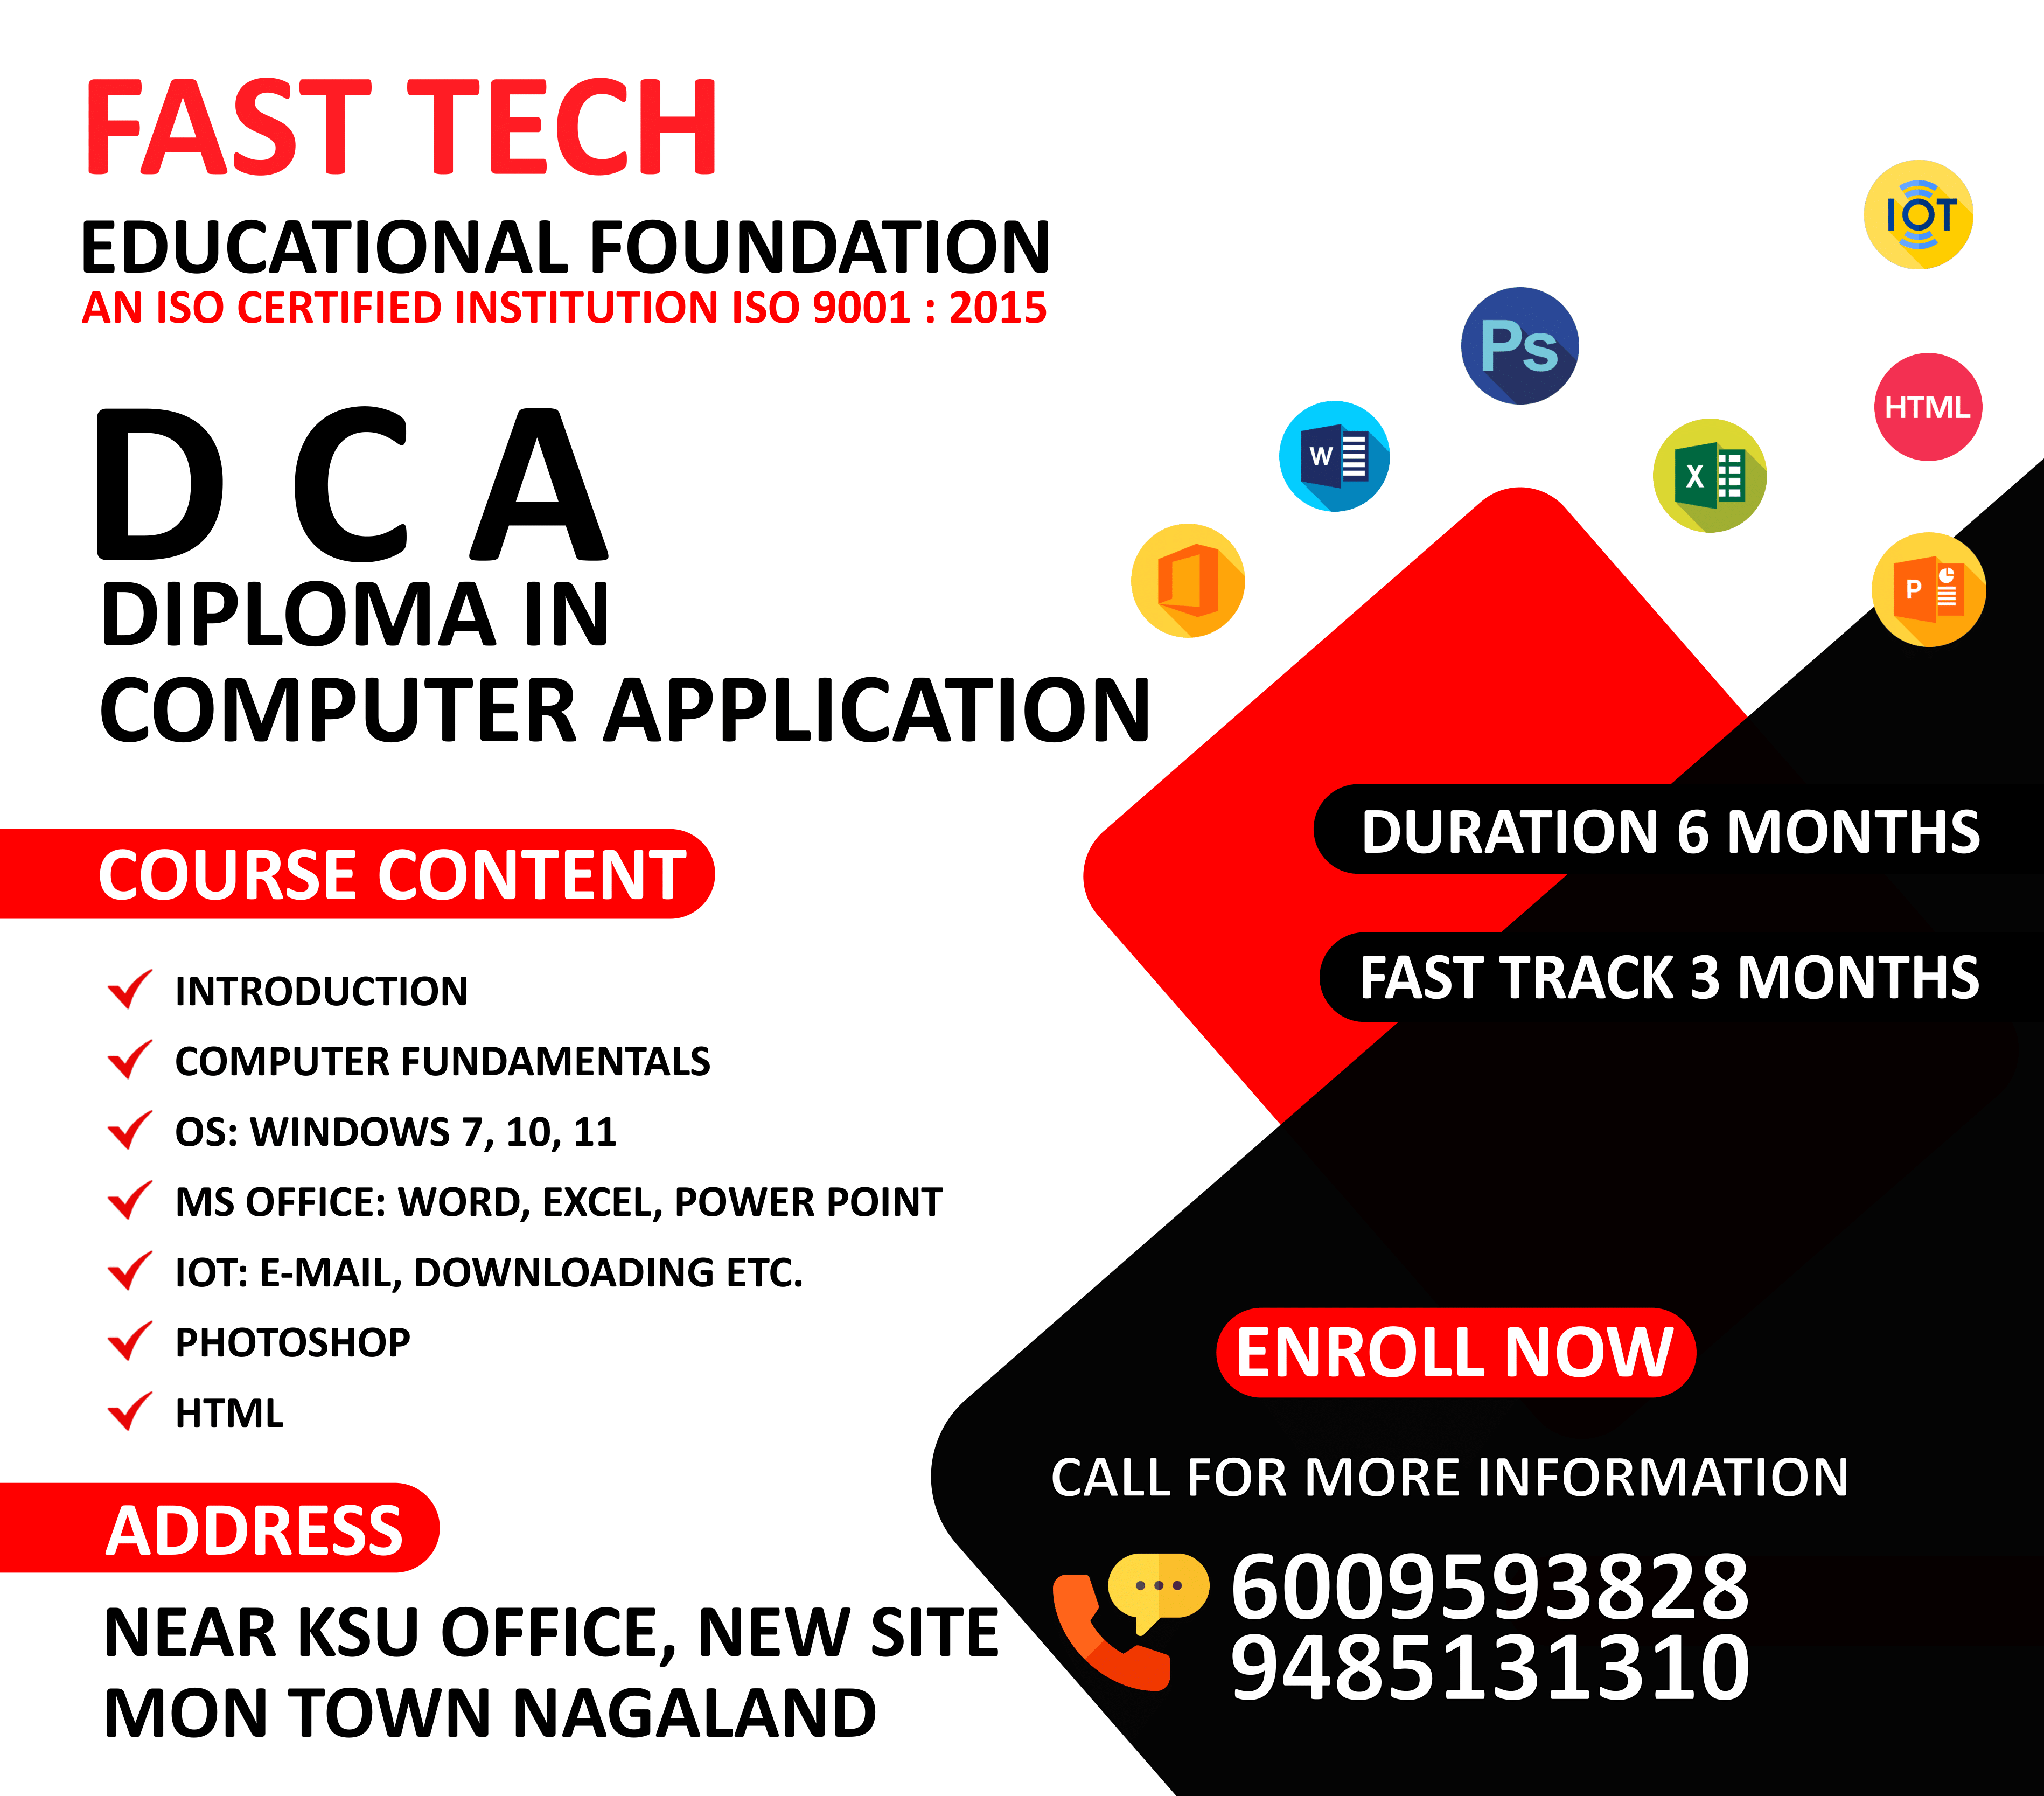 FAST TECH
EDUCATIONAL FOUNDATION
AN ISO CERTIFIED INSTITUTION ISO 9001 : 2015
D C A
DIPLOMA IN
COMPUTER APPLICATION
IOT
Ps
HTML
W
X
P
DURATION 6 MONTHS
FAST TRACK 3 MONTHS
COURSE CONTENT
INTRODUCTION
COMPUTER FUNDAMENTALS
OS: WINDOWS 7, 10, 11
MS OFFICE: WORD, EXCEL, POWER POINT
IOT: E-MAIL, DOWNLOADING ETC.
PHOTOSHOP
HTML
ADDRESS
NEAR KSU OFFICE, NEW SITE
MON TOWN NAGALAND
ENROLL NOW
CALL FOR MORE INFORMATION
6009593828
9485131310